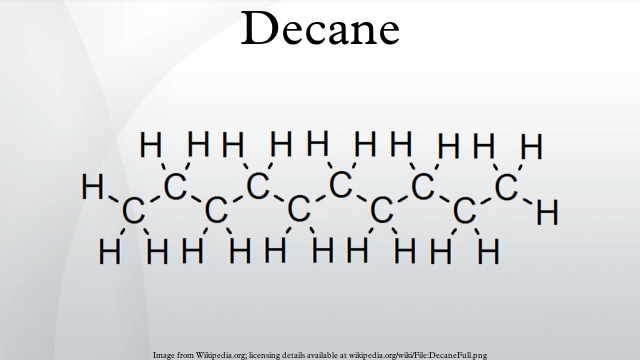 Decane
H H H H H H H H H H
H C C C C C
C C C C C H
H H H H H H H H H H
Image from Wikipedia.org; licensing details available at wikipedia.org/wiki/File:DecaneFull.png